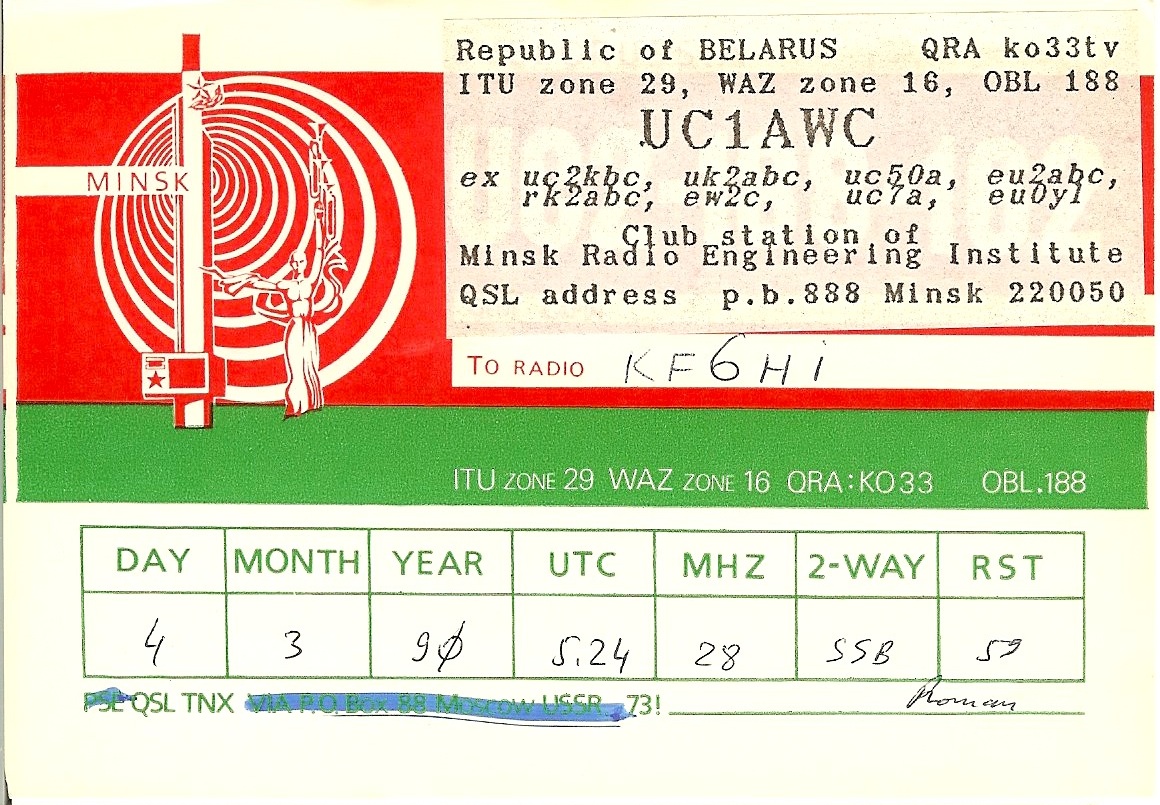 Republic of BELARUS QRA ko33tv
ITU zone 29, WAZ zone 16, OBL 188
UC1AWC
ex uc2kbc, uk2abc, uc50a, eu2abc,
rk2abc, ew2c, uc7a, eu0yl
Club station of
Minsk Radio Engineering Institute
QSL address p.b.888 Minsk 220050
MINSK
TO RADIO KF6HI
ITU ZONE 29 WAZ ZONE 16 QRA:KO33 OBL.188
DAY MONTH YEAR UTC MHZ 2-WAY RST
4 3 9Ø 5.24 28 SSB 59
PSE QSL TNX VIA P.O. Box 88 Moscow USSR. 73! Roman